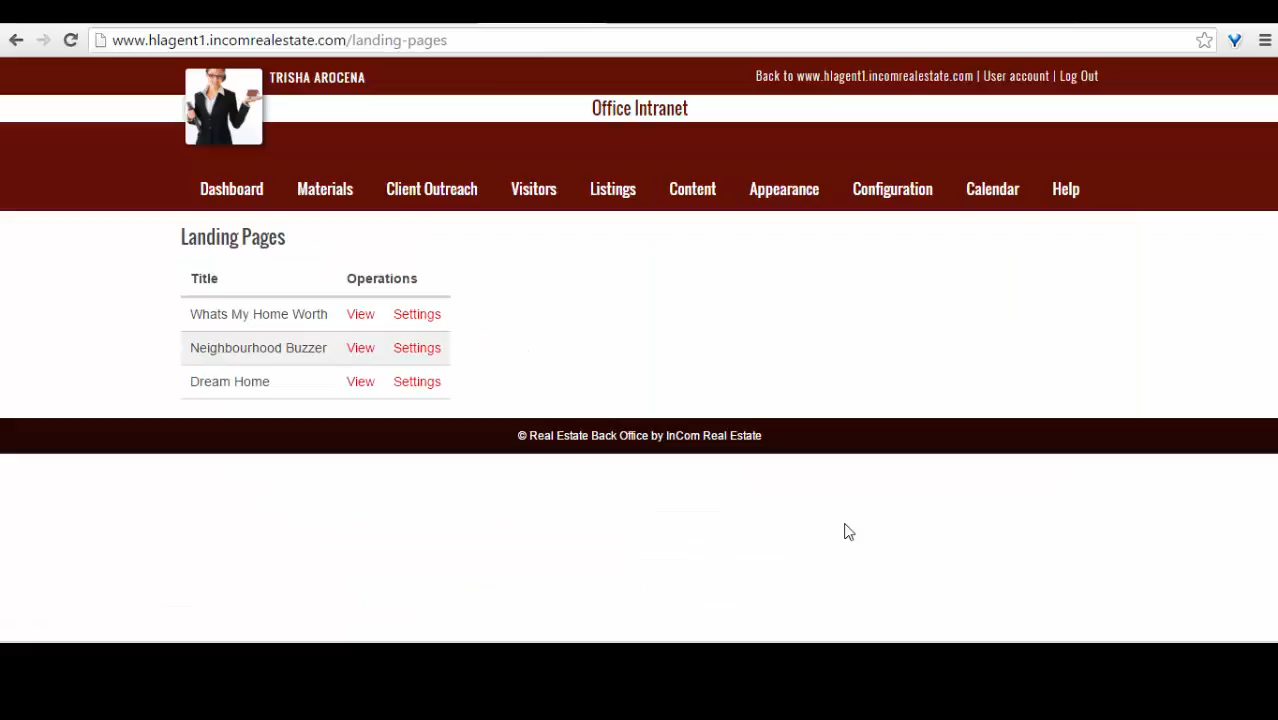 www.hlagent1.incomrealestate.com/landing-pages
TRISHA AROCENA
Back to www.hlagent1.incomrealestate.com | User account | Log Out
Office Intranet
Dashboard Materials Client Outreach Visitors Listings Content Appearance Configuration Calendar Help
Landing Pages
Title Operations
Whats My Home Worth View Settings
Neighbourhood Buzzer View Settings
Dream Home View Settings
© Real Estate Back Office by InCom Real Estate